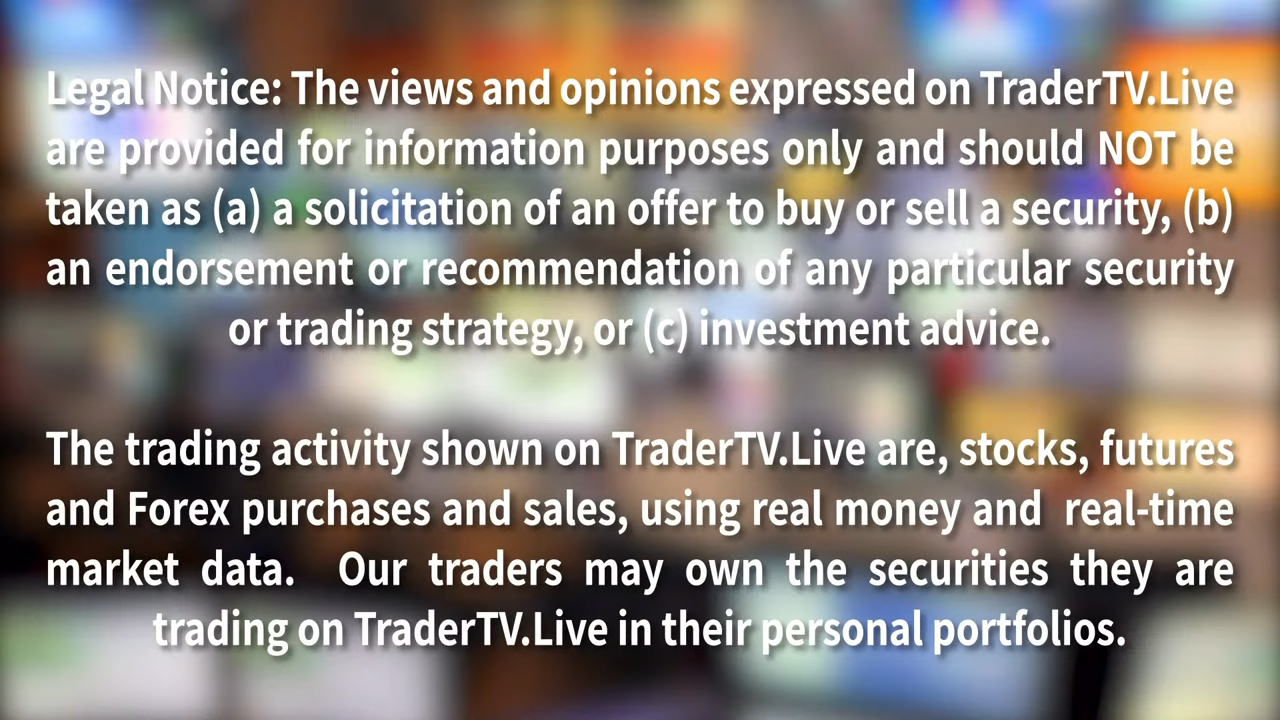 Legal Notice: The views and opinions expressed on TraderTV.Live
are provided for information purposes only and should NOT be
taken as (a) a solicitation of an offer to buy or sell a security, (b)
an endorsement or recommendation of any particular security
or trading strategy, or (c) investment advice.
The trading activity shown on TraderTV.Live are, stocks, futures
and Forex purchases and sales, using real money and  real-time
market data.  Our traders may own the securities they are
trading on TraderTV.Live in their personal portfolios.